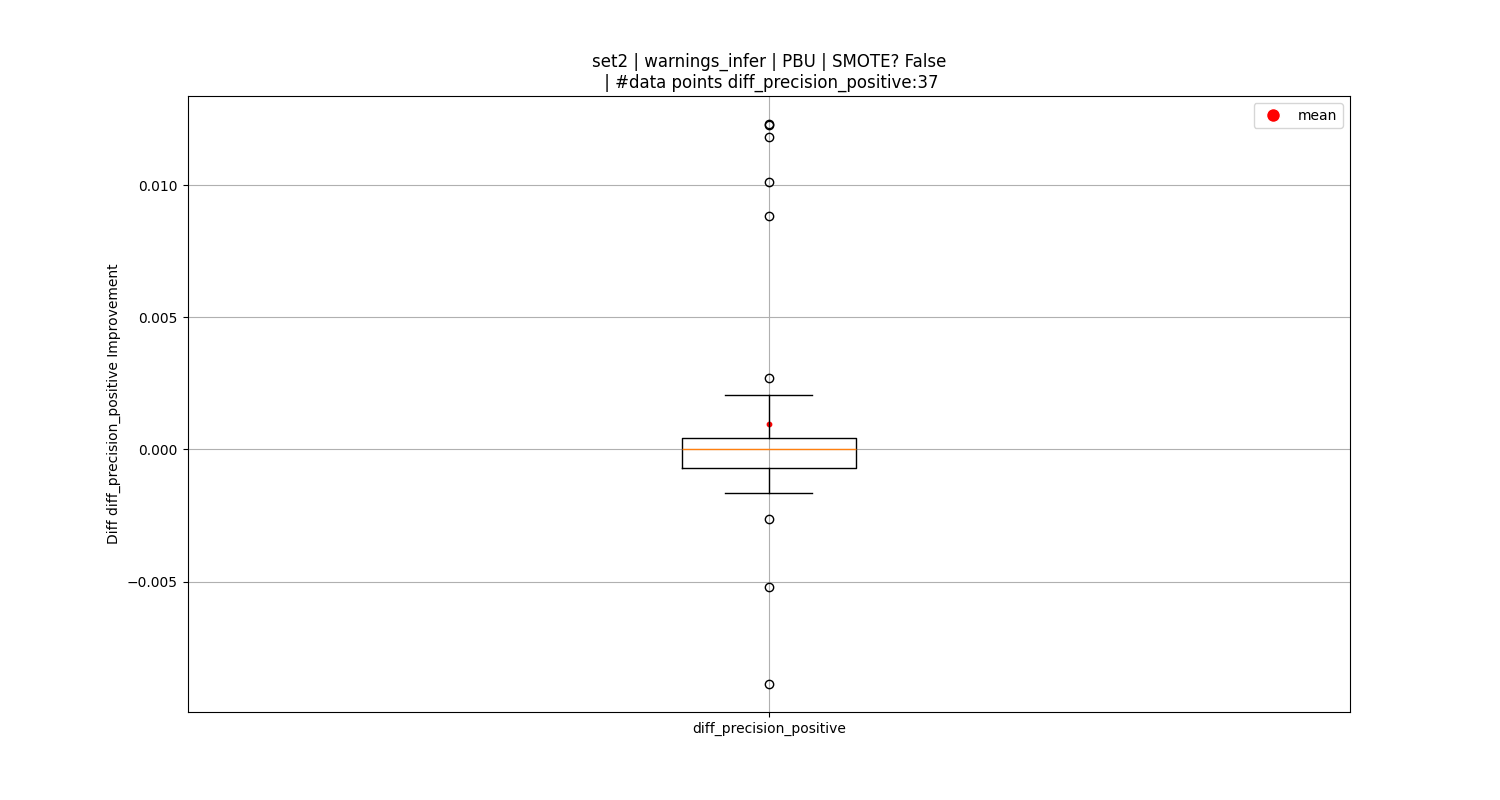 set2 | warnings_infer | PBU | SMOTE? False
| #data points diff_precision_positive:37
mean
0.010
0.005
0.000
−0.005
Diff diff_precision_positive Improvement
diff_precision_positive